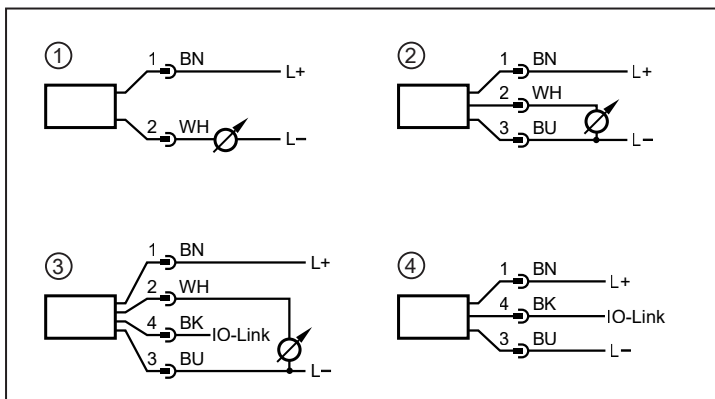 ①
1 BN
L+
2 WH
L–
②
1 BN
L+
2 WH
3 BU
L–
③
1 BN
L+
2 WH
4 BK
IO-Link
3 BU
L–
④
1 BN
L+
4 BK
IO-Link
3 BU
L–